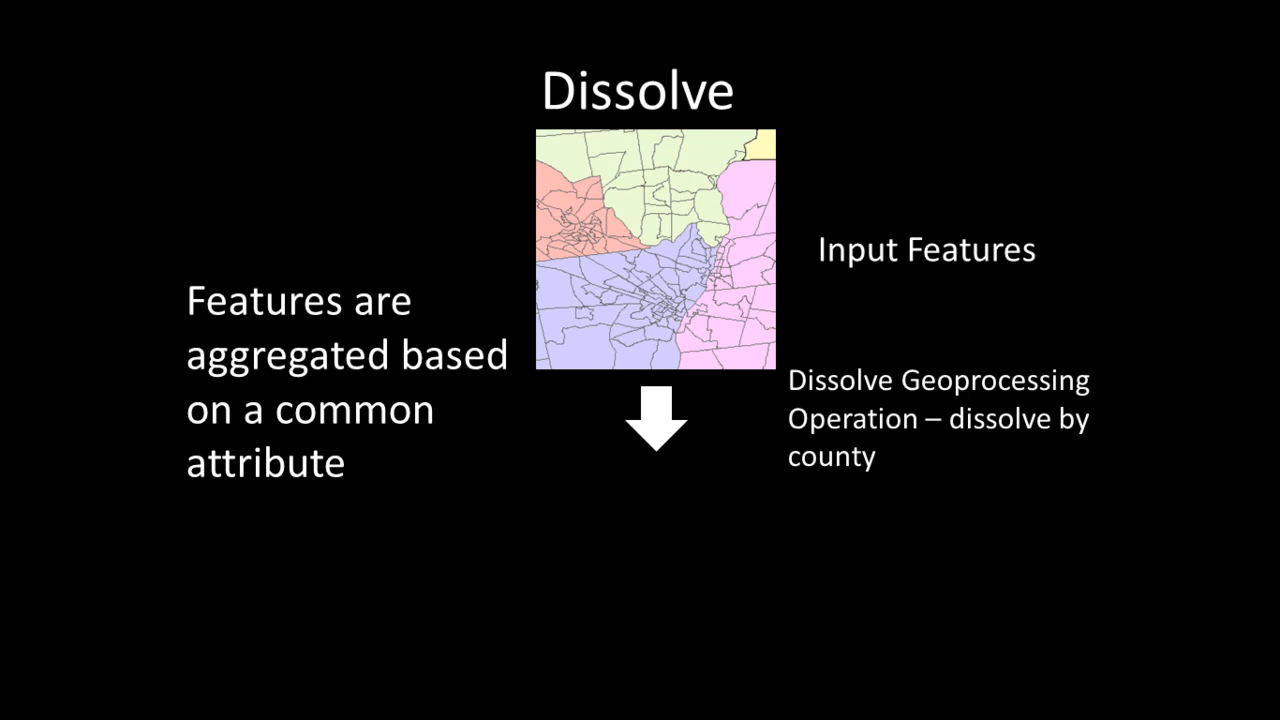 Dissolve
Input Features
Features are
aggregated based
on a common
attribute
Dissolve Geoprocessing
Operation – dissolve by
county